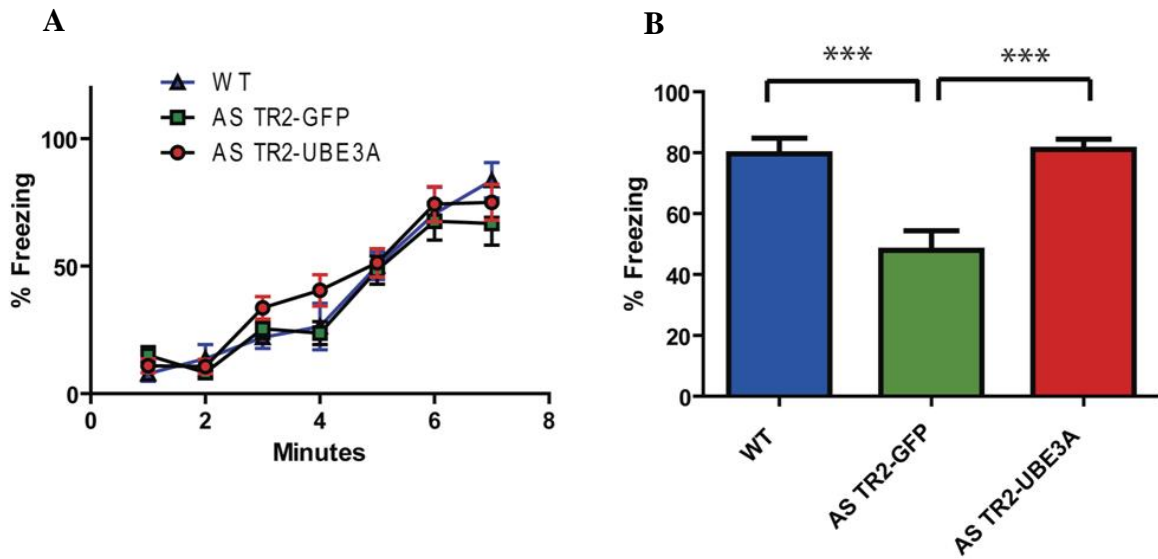 A
W T
AS TR2-GFP
AS TR2-UBE3A
100
50
0
% Freezing
0 2 4 6 8
Minutes
B
*** ***
100
80
60
40
20
0
% Freezing
WT
AS TR2-GFP
AS TR2-UBE3A